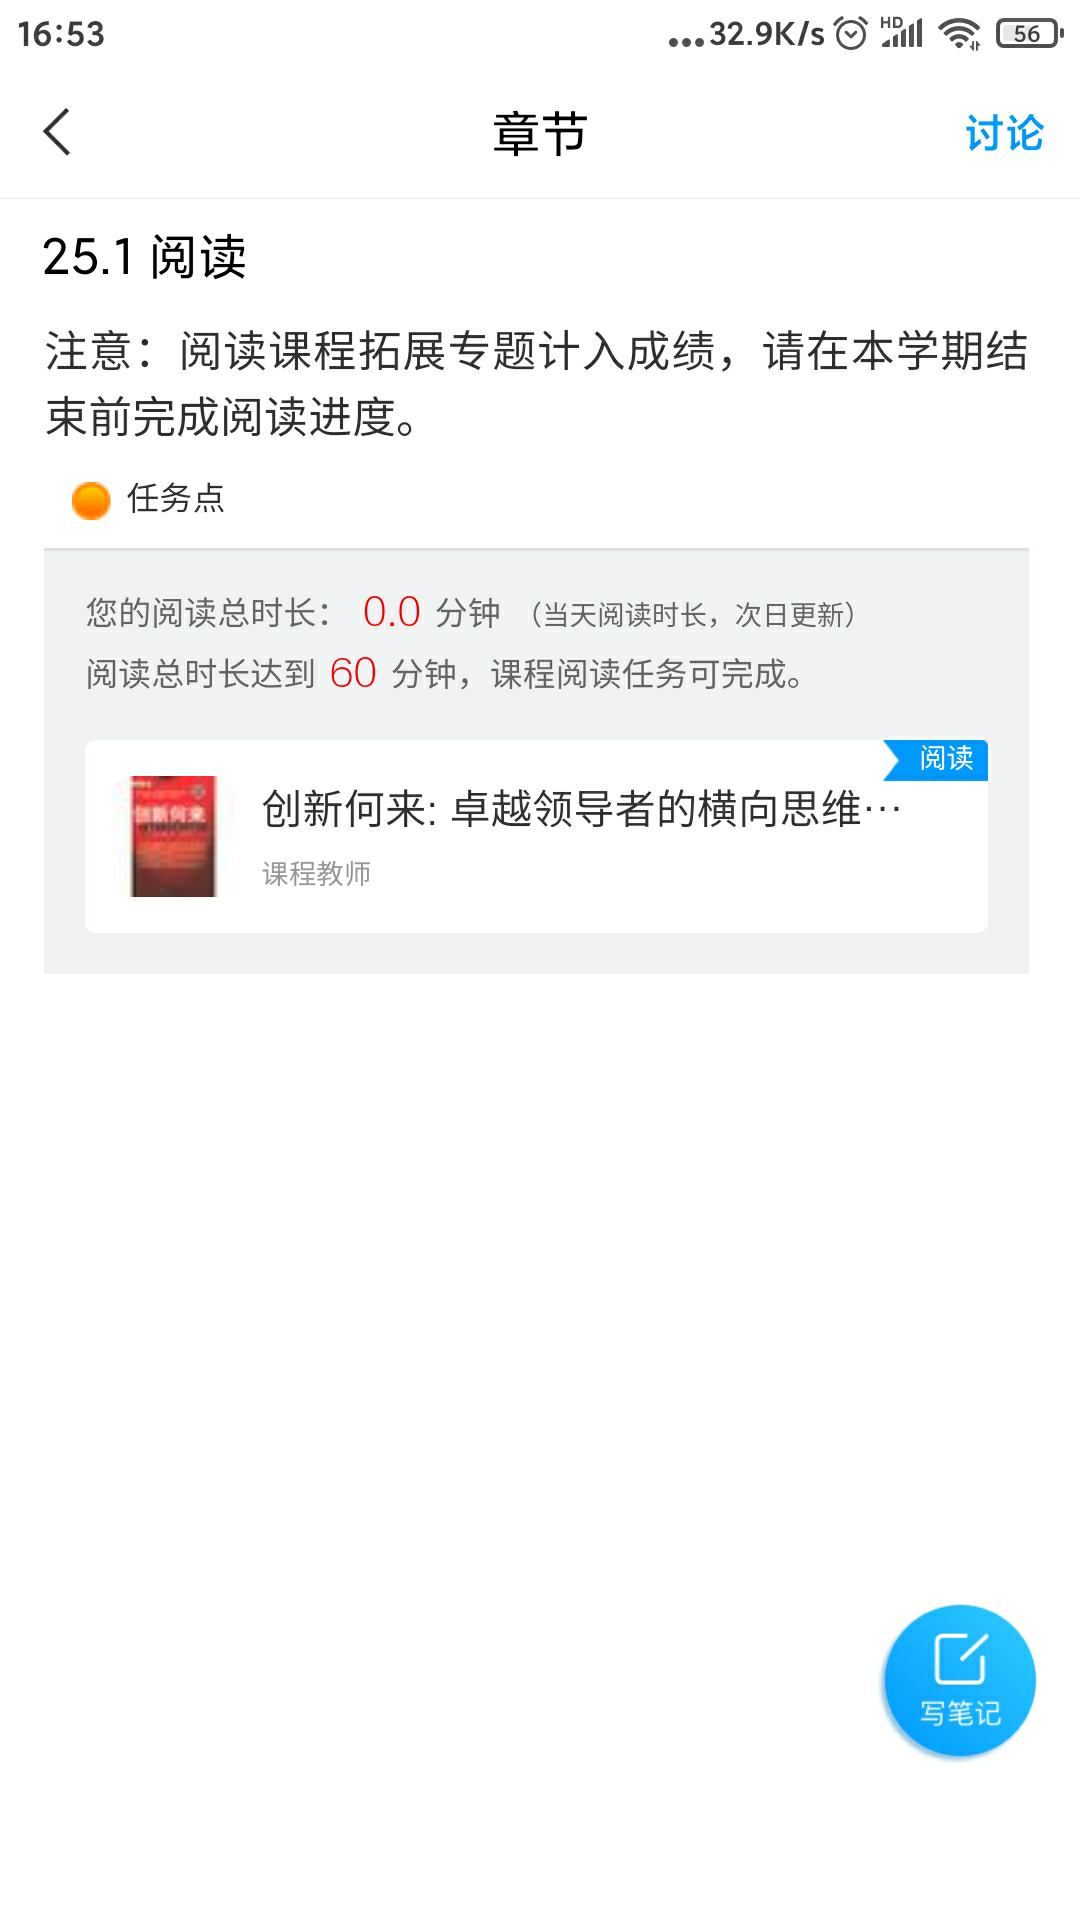 16:53
...32.9K/s HD 56
章节
讨论
25.1 阅读
注意：阅读课程拓展专题计入成绩，请在本学期结
束前完成阅读进度。
任务点
您的阅读总时长： 0.0 分钟 （当天阅读时长，次日更新）
阅读总时长达到 60 分钟，课程阅读任务可完成。
阅读
创新何来
创新何来: 卓越领导者的横向思维…
课程教师
写笔记